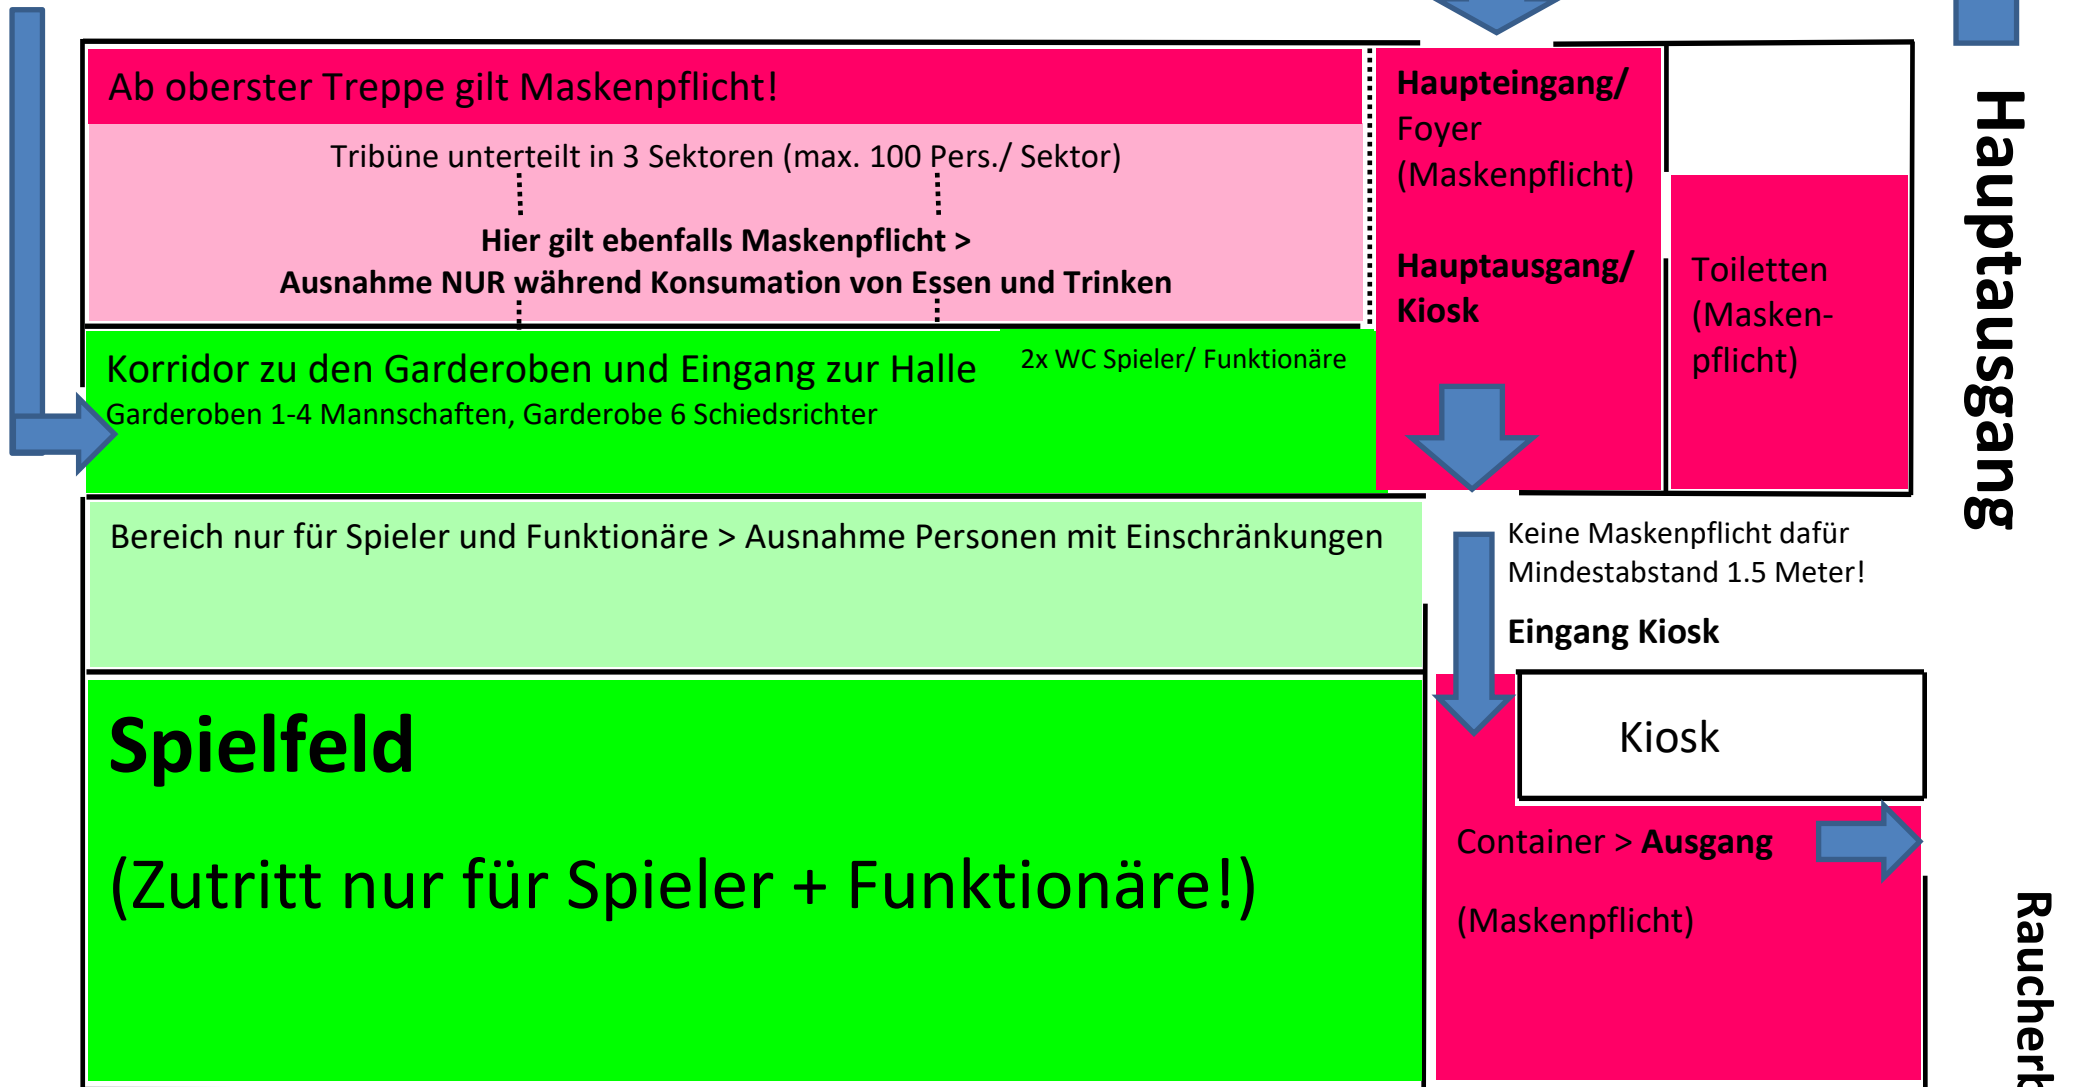 Ab oberster Treppe gilt Maskenpflicht!
Tribüne unterteilt in 3 Sektoren (max. 100 Pers./ Sektor)
Hier gilt ebenfalls Maskenpflicht >
Ausnahme NUR während Konsumation von Essen und Trinken
Haupteingang/
Foyer
(Maskenpflicht)
Hauptausgang/
Kiosk
Toiletten
(Masken-
pflicht)
Hauptausgang
Korridor zu den Garderoben und Eingang zur Halle
Garderoben 1-4 Mannschaften, Garderobe 6 Schiedsrichter
2x WC Spieler/ Funktionäre
Bereich nur für Spieler und Funktionäre > Ausnahme Personen mit Einschränkungen
Keine Maskenpflicht dafür
Mindestabstand 1.5 Meter!
Eingang Kiosk
Kiosk
Spielfeld
(Zutritt nur für Spieler + Funktionäre!)
Container > Ausgang
(Maskenpflicht)